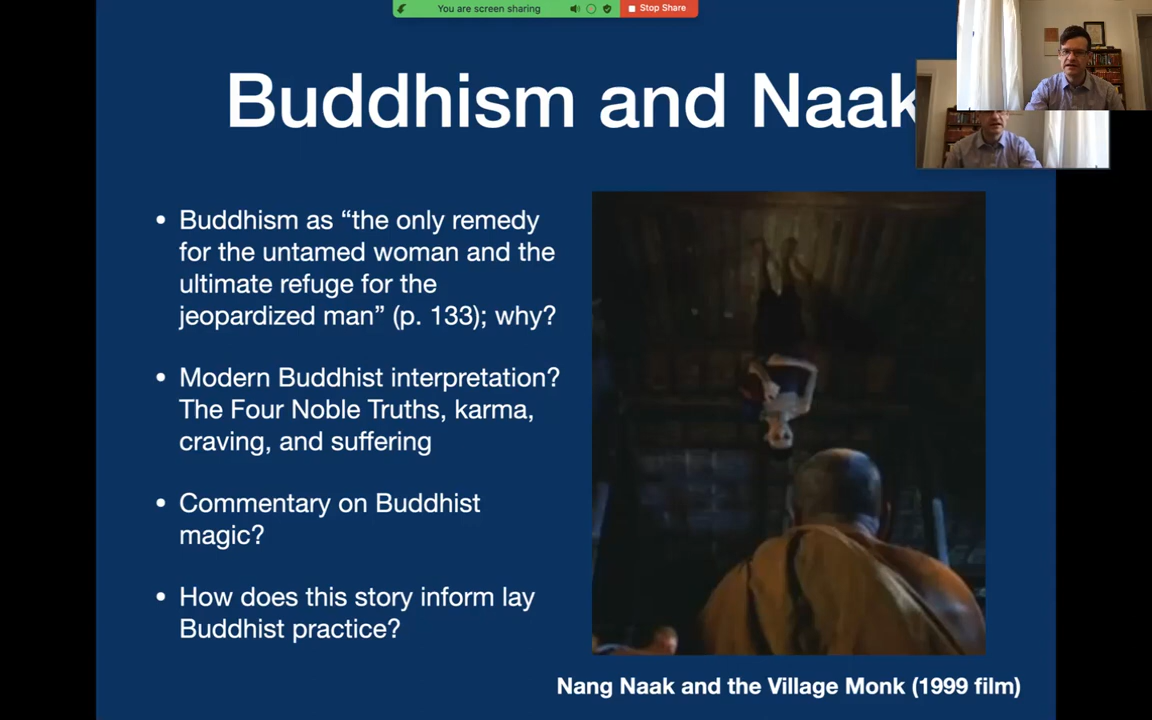 You are screen sharing
Stop Share
Buddhism and Naak
• Buddhism as “the only remedy
for the untamed woman and the
ultimate refuge for the
jeopardized man” (p. 133); why?
• Modern Buddhist interpretation?
The Four Noble Truths, karma,
craving, and suffering
• Commentary on Buddhist
magic?
• How does this story inform lay
Buddhist practice?
Nang Naak and the Village Monk (1999 film)